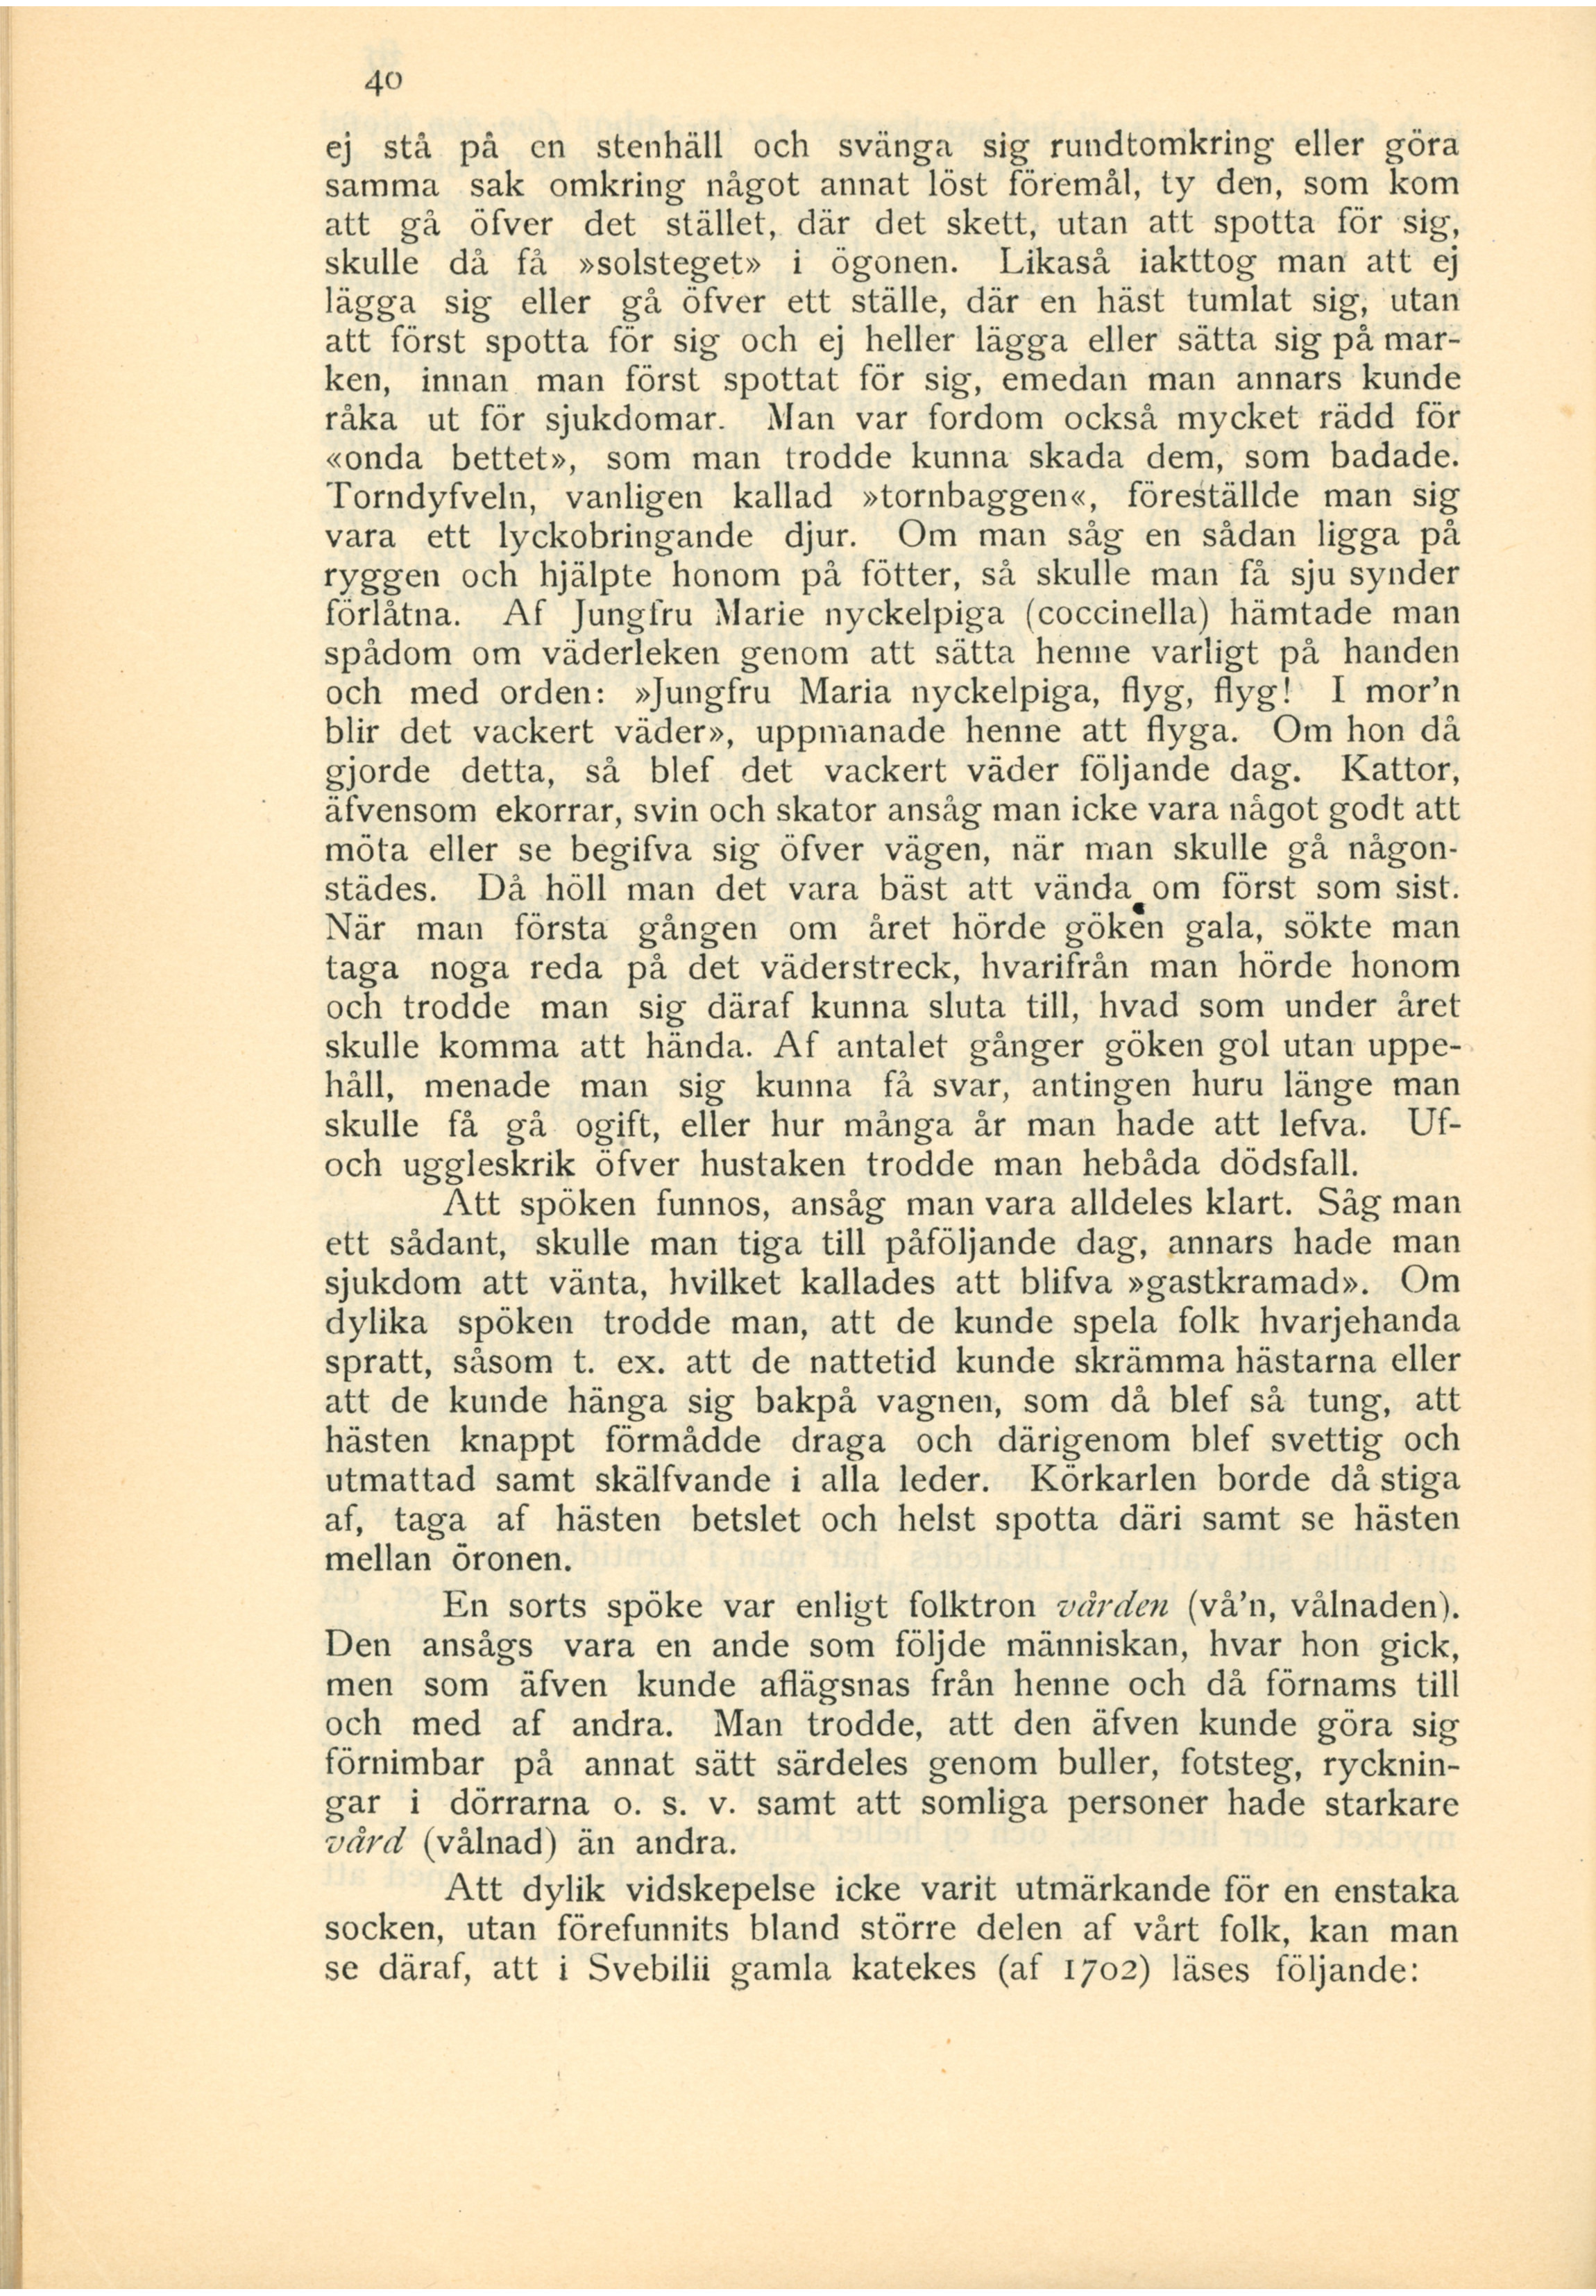 40
ej stå på en stenhäll och svänga sig rundtomkring eller göra
samma sak omkring något annat löst föremål, ty den, som kom
att gå öfver det stället, där det skett, utan att spotta för sig,
skulle då få »solsteget» i ögonen. Likaså iakttog man att ej
lägga sig eller gå öfver ett ställe, där en häst tumlat sig, utan
att först spotta för sig och ej heller lägga eller sätta sig på mar-
ken, innan man först spottat för sig, emedan man annars kunde
råka ut för sjukdomar. Man var fordom också mycket rädd för
«onda bettet», som man trodde kunna skada dem, som badade.
Torndyfveln, vanligen kallad »tornbaggen«, föreställde man sig
vara ett lyckobringande djur. Om man såg en sådan ligga på
ryggen och hjälpte honom på fötter, så skulle man få sju synder
förlåtna. Af Jungfru Marie nyckelpiga (coccinella) hämtade man
spådom om väderleken genom att sätta henne varligt på handen
och med orden: »Jungfru Maria nyckelpiga, flyg, flyg! I mor'n
blir det vackert väder», uppmanade henne att flyga. Om hon då
gjorde detta, så blef det vackert väder följande dag. Kattor,
äfvensom ekorrar, svin och skator ansåg man icke vara något godt att
möta eller se begifva sig öfver vägen, när man skulle gå någon-
städes. Då höll man det vara bäst att vända om först som sist.
När man första gången om året hörde göken gala, sökte man
taga noga reda på det väderstreck, hvarifrån man hörde honom
och trodde man sig däraf kunna sluta till, hvad som under året
skulle komma att hända. Af antalet gånger göken gol utan uppe-
håll, menade man sig kunna få svar, antingen huru länge man
skulle få gå ogift, eller hur många år man hade att lefva. Uf-
och uggleskrik öfver hustaken trodde man hebåda dödsfall.
Att spöken funnos, ansåg man vara alldeles klart. Såg man
ett sådant, skulle man tiga till påföljande dag, annars hade man
sjukdom att vänta, hvilket kallades att blifva »gastkramad». Om
dylika spöken trodde man, att de kunde spela folk hvarjehanda
spratt, såsom t. ex. att de nattetid kunde skrämma hästarna eller
att de kunde hänga sig bakpå vagnen, som då blef så tung, att
hästen knappt förmådde draga och därigenom blef svettig och
utmattad samt skälfvande i alla leder. Körkarlen borde då stiga
af, taga af hästen betslet och helst spotta däri samt se hästen
mellan öronen.
En sorts spöke var enligt folktron vården (vå'n, vålnaden).
Den ansågs vara en ande som följde människan, hvar hon gick,
men som äfven kunde aflägsnas från henne och då förnams till
och med af andra. Man trodde, att den äfven kunde göra sig
förnimbar på annat sätt särdeles genom buller, fotsteg, ryckning-
gar i dörrarna o. s. v. samt att somliga personer hade starkare
vård (vålnad) än andra.
Att dylik vidskepelse icke varit utmärkande för en enstaka
socken, utan förefunnits bland större delen af vårt folk, kan man
se däraf, att i Svebilii gamla katekes (af 1702) läses följande: